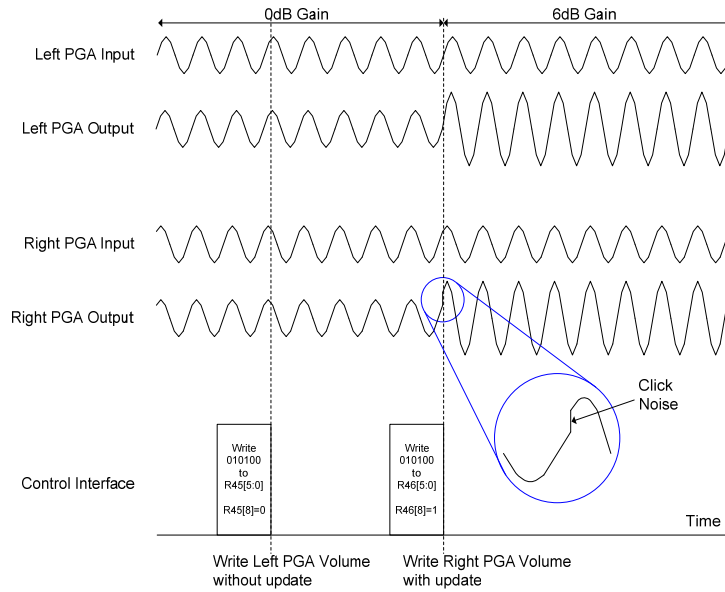 0dB Gain
6dB Gain
Left PGA Input
Left PGA Output
Right PGA Input
Right PGA Output
Click
Noise
Control Interface
Write
010100
to
R45[5:0]
R45[8]=0
Write
010100
to
R46[5:0]
R46[8]=1
Time
Write Left PGA Volume
without update
Write Right PGA Volume
with update